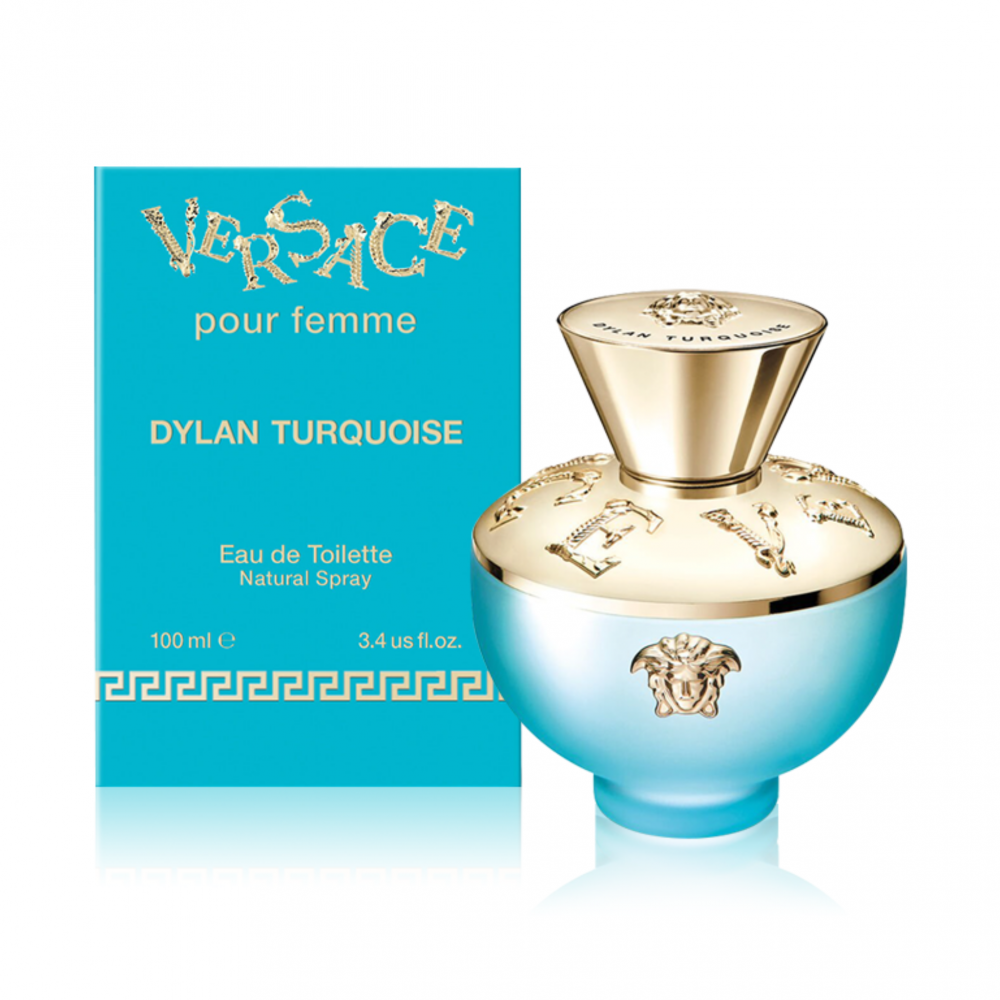 VERSACE
pour femme
DYLAN TURQUOISE
Eau de Toilette
Natural Spray
100 ml ℮ 3.4 us fl.oz.
DYLAN TURQUOISE